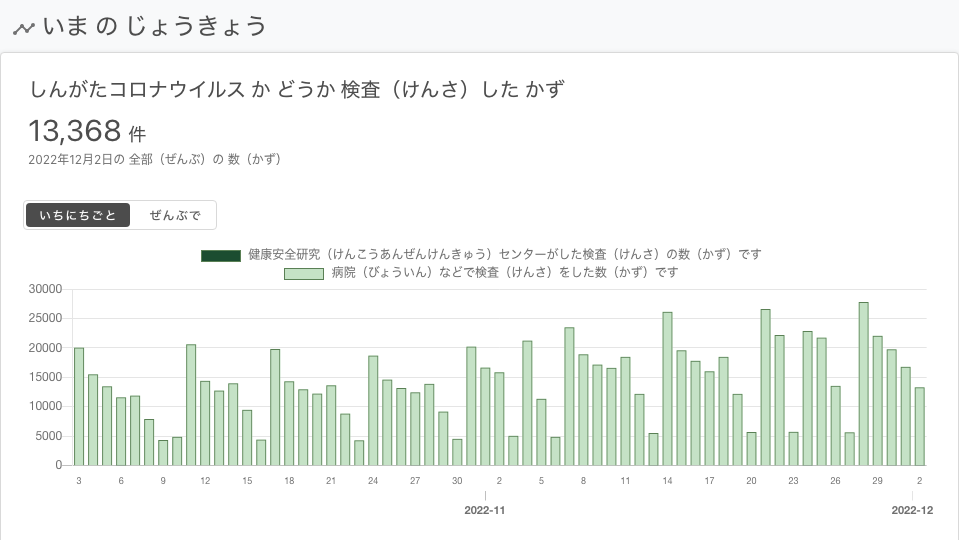 いま の じょうきょう
しんがたコロナウイルス か どうか 検査（けんさ）した かず
13,368 件
2022年12月2日の 全部（ぜんぶ）の 数（かず）
いちにちごと ぜんぶで
健康安全研究（けんこうあんぜんけんきゅう）センターがした検査（けんさ）の数（かず）です
病院（びょういん）などで検査（けんさ）をした数（かず）です
30000
25000
20000
15000
10000
5000
0
3 6 9 12 15 18 21 24 27 30 2 5 8 11 14 17 20 23 26 29 2
2022-11 2022-12